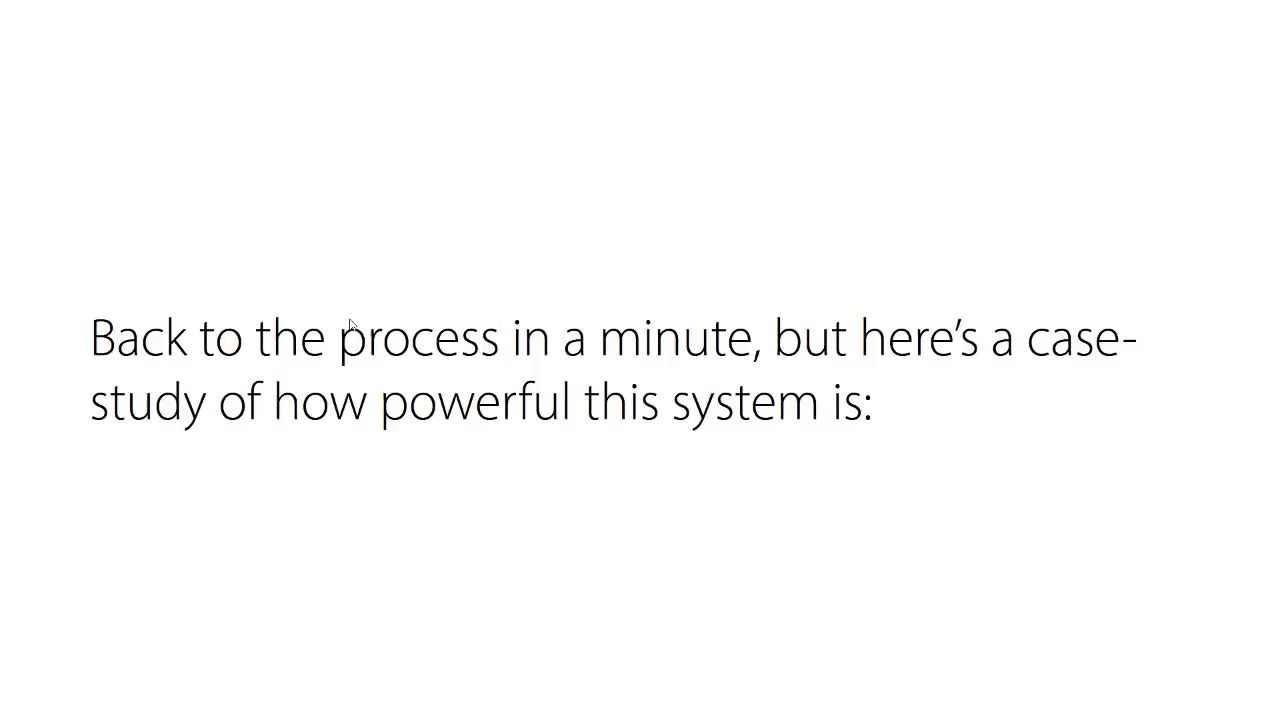 Back to the process in a minute, but here’s a case-
study of how powerful this system is: